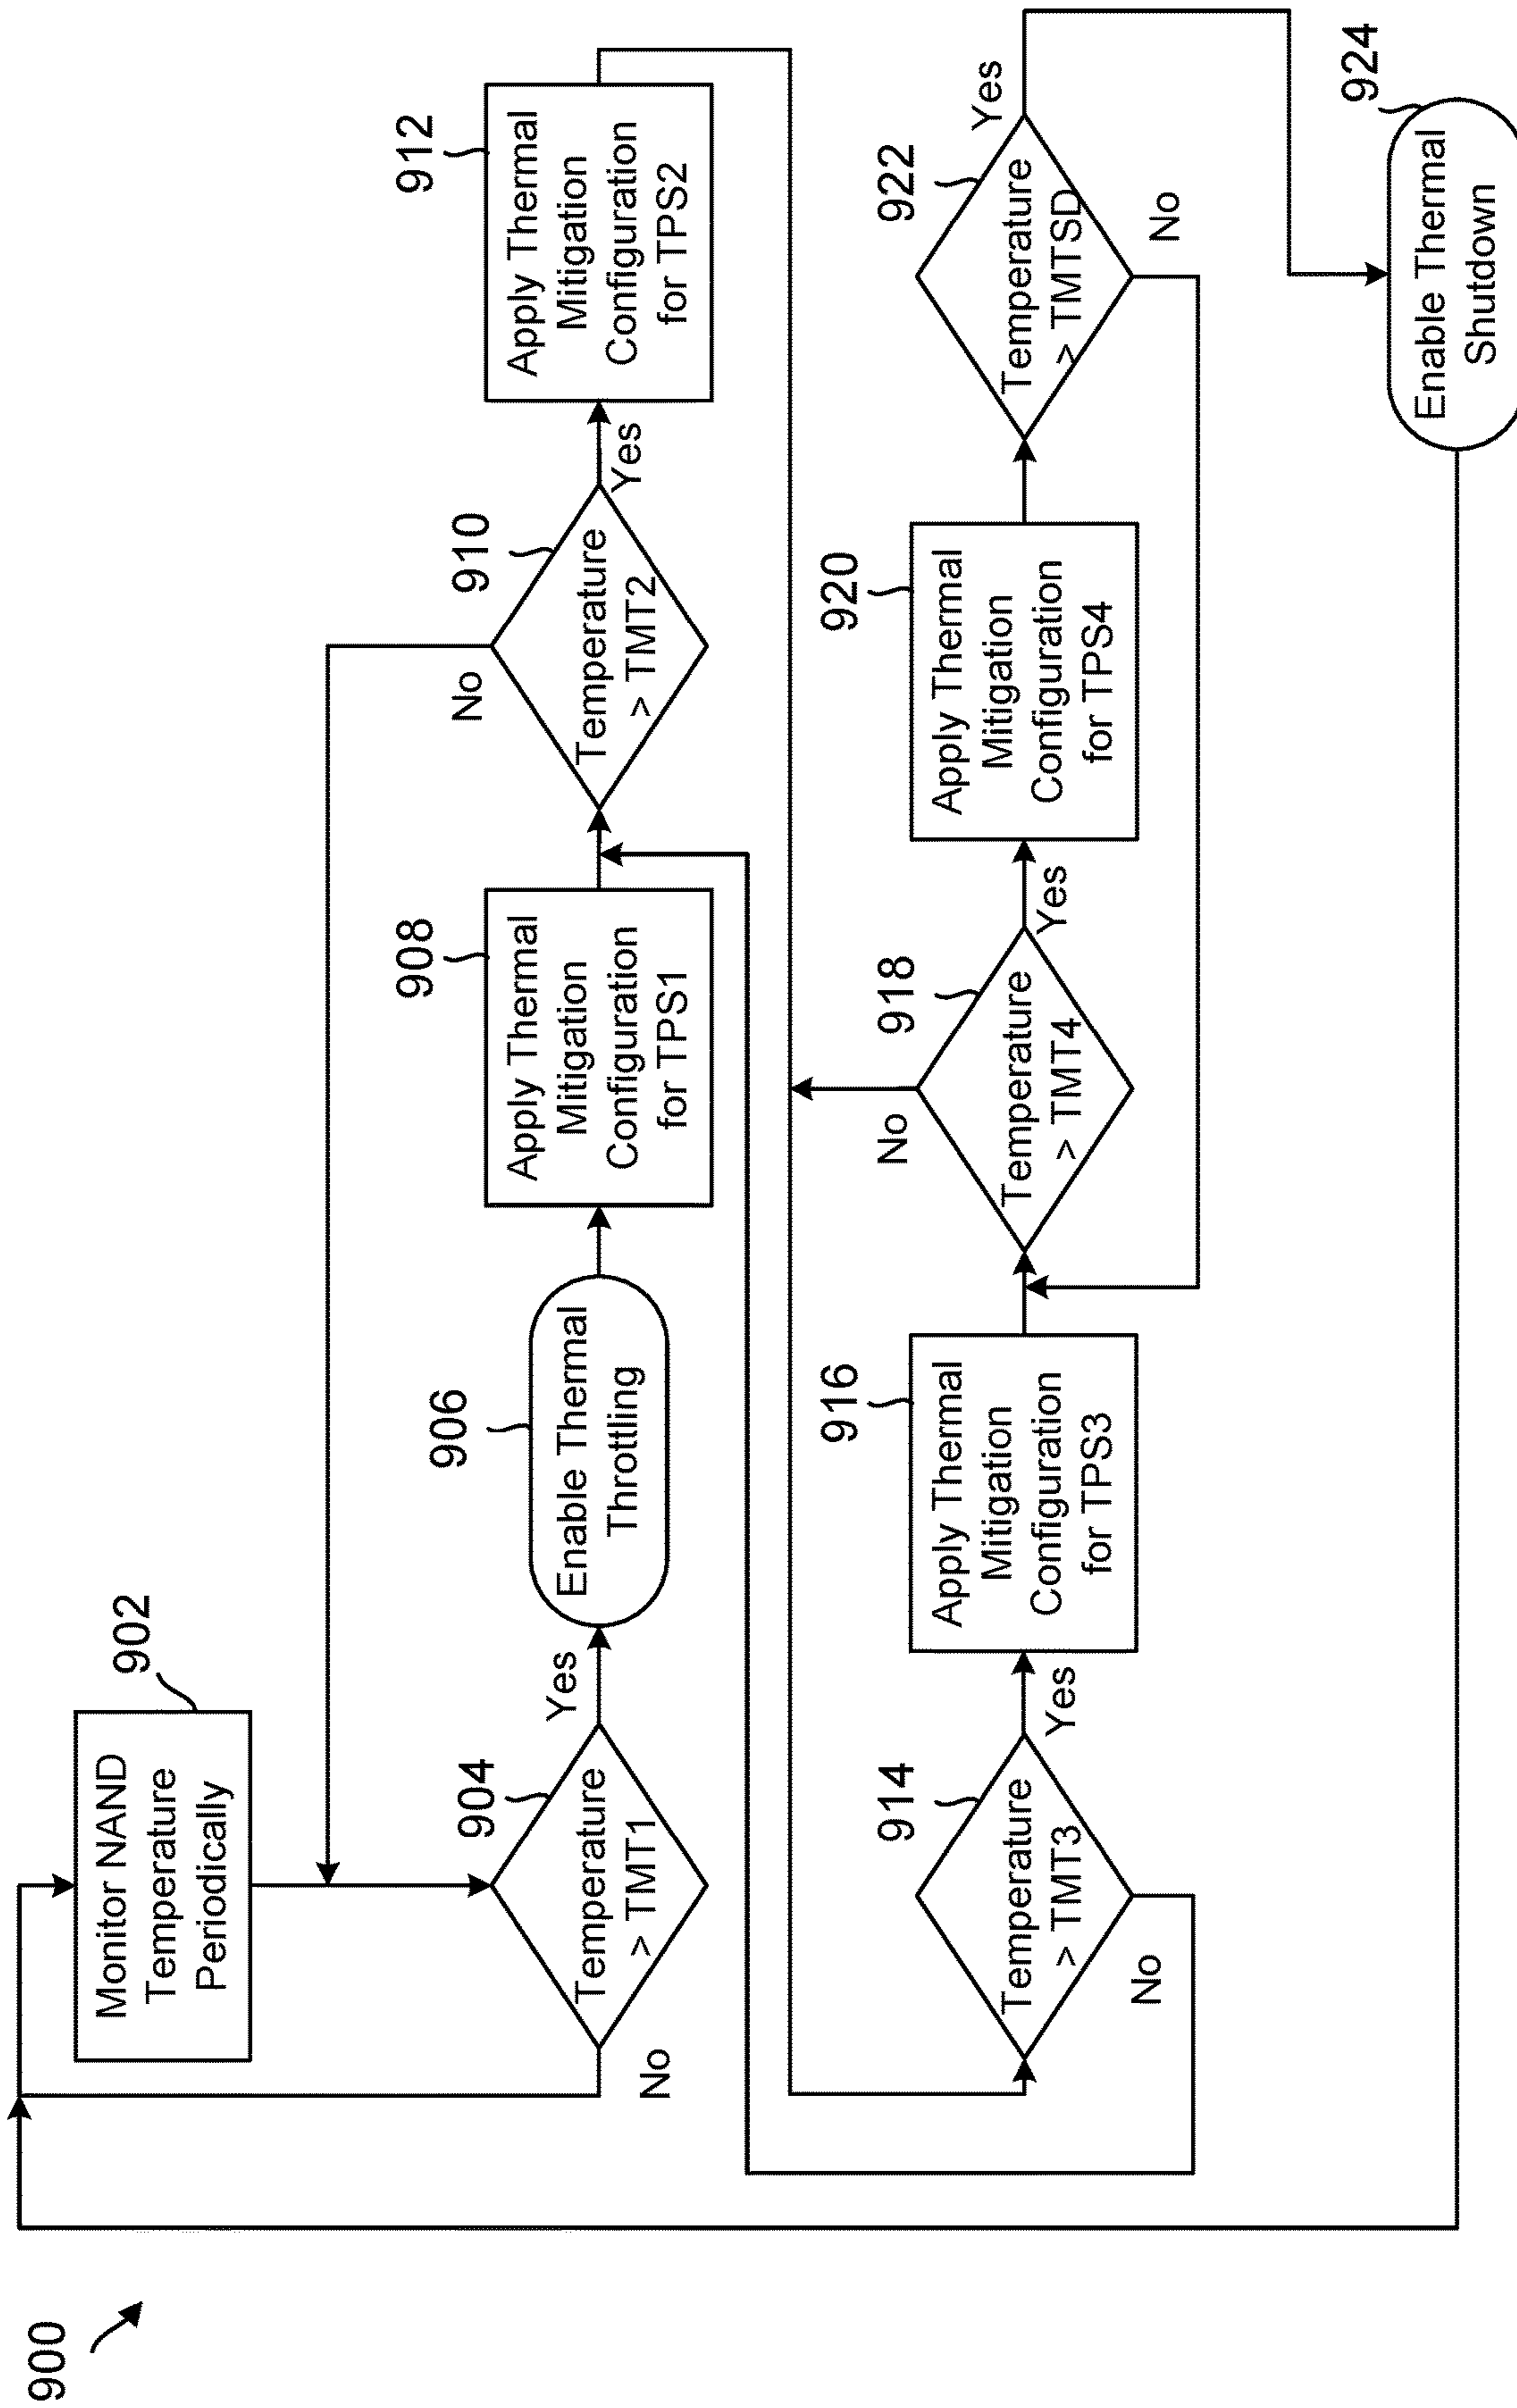 900
902
Monitor NAND
Temperature
Periodically
904
Temperature
> TMT1
No
Yes
906
Enable Thermal
Throttling
908
Apply Thermal
Mitigation
Configuration
for TPS1
910
Temperature
> TMT2
No
Yes
912
Apply Thermal
Mitigation
Configuration
for TPS2
914
Temperature
> TMT3
No
Yes
916
Apply Thermal
Mitigation
Configuration
for TPS3
918
Temperature
> TMT4
No
Yes
920
Apply Thermal
Mitigation
Configuration
for TPS4
922
Temperature
> TMTSD
No
Yes
924
Enable Thermal
Shutdown